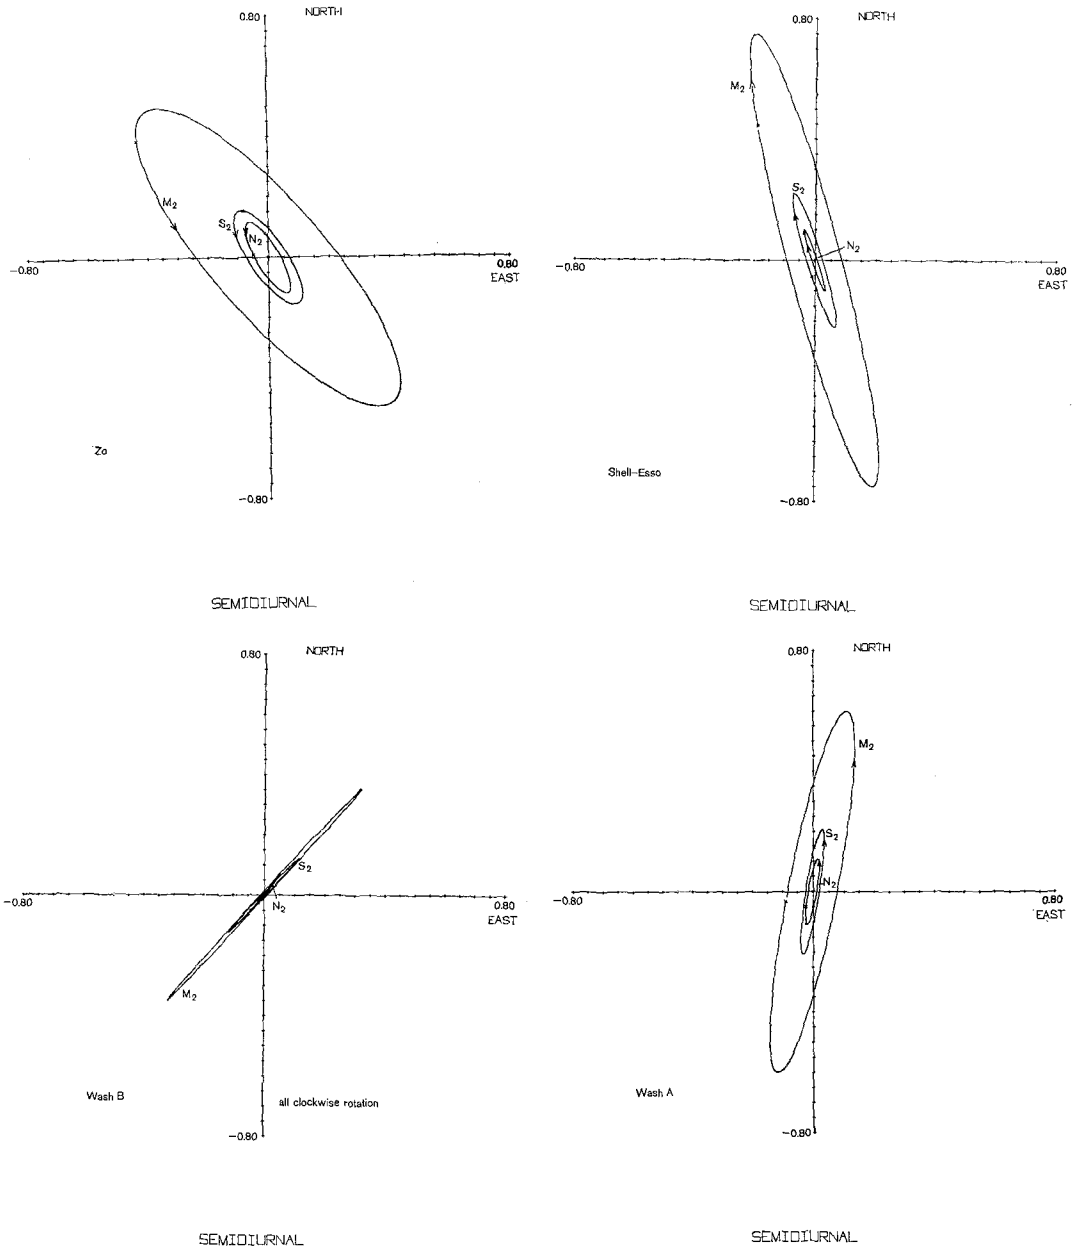 NORTH
0.80
M2
S2
N2
-0.80
0.80
EAST
Za
-0.80
SEMIDIURNAL
0.80
NORTH
M2
S2
N2
-0.80
0.80
EAST
Shell-Esso
-0.80
SEMIDIURNAL
NORTH
0.80
S2
-0.80
0.80
N2
EAST
M2
Wash B
all clockwise rotation
-0.80
SEMIDIURNAL
NORTH
0.80
M2
S2
N2
-0.80
0.80
EAST
Wash A
-0.80
SEMIDIURNAL